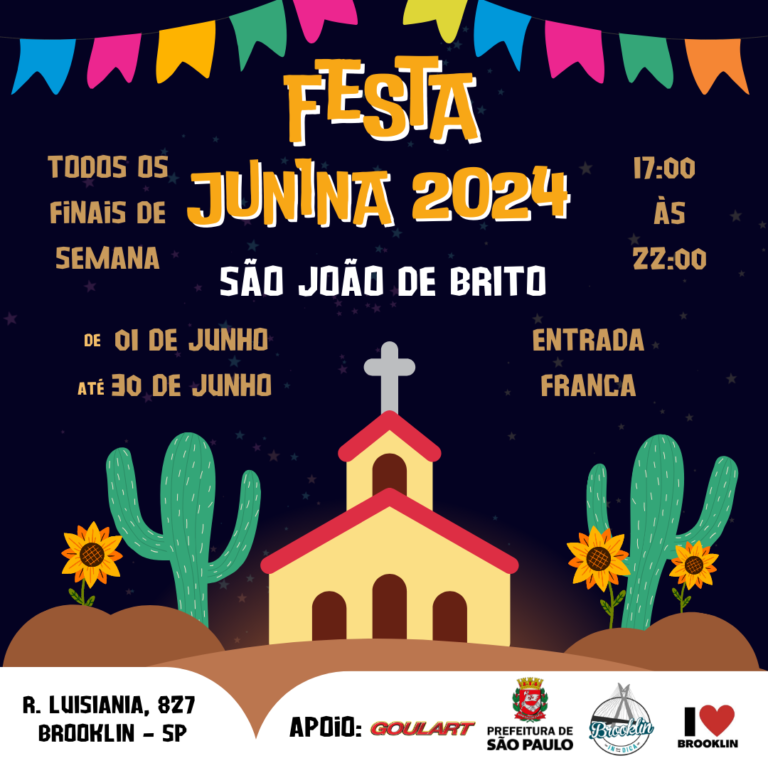 FESTA
JUNINA 2024
TODOS OS
FINAIS DE
SEMANA
17:00
ÀS
22:00
SÃO JOÃO DE BRITO
DE 01 DE JUNHO
ATÉ 30 DE JUNHO
ENTRADA
FRANCA
R. LUISIANIA, 827
BROOKLIN - SP
APOIO: GOULART
PREFEITURA DE
SÃO PAULO
Brooklin
INDICA
I
BROOKLIN